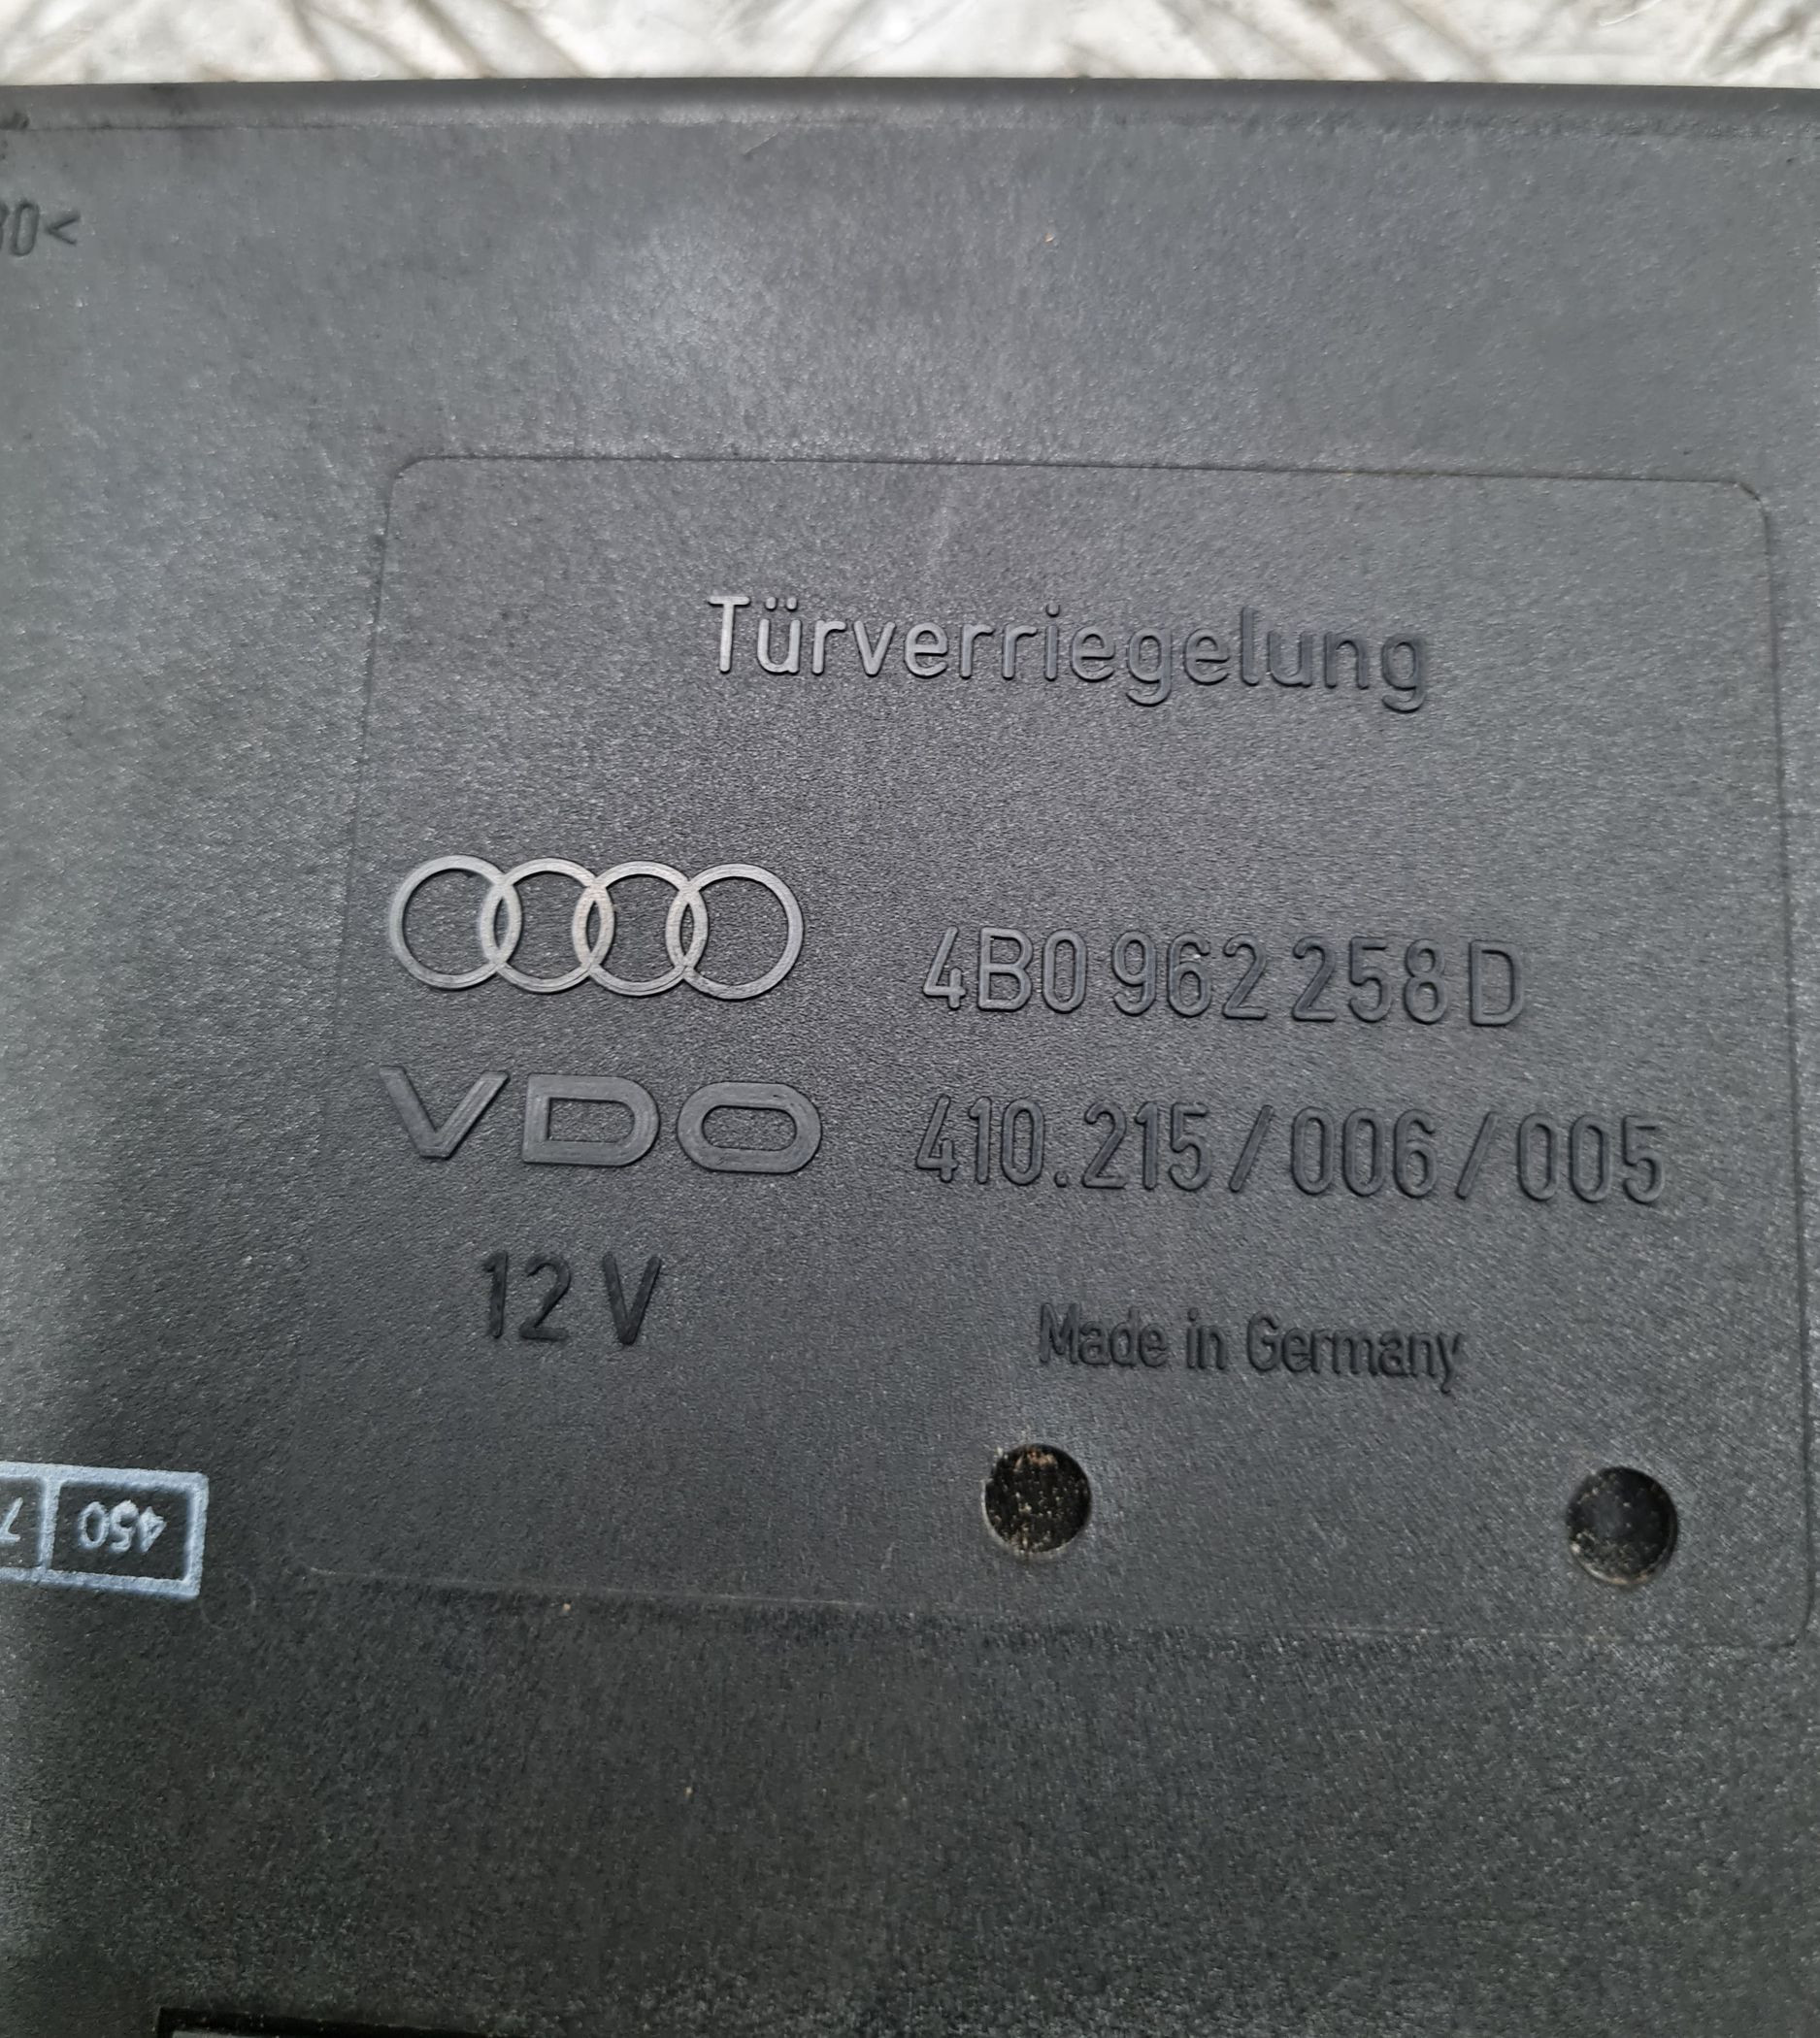 Türverriegelung
4B0 962 258 D
VDO 410.215/006/005
12 V
Made in Germany
450